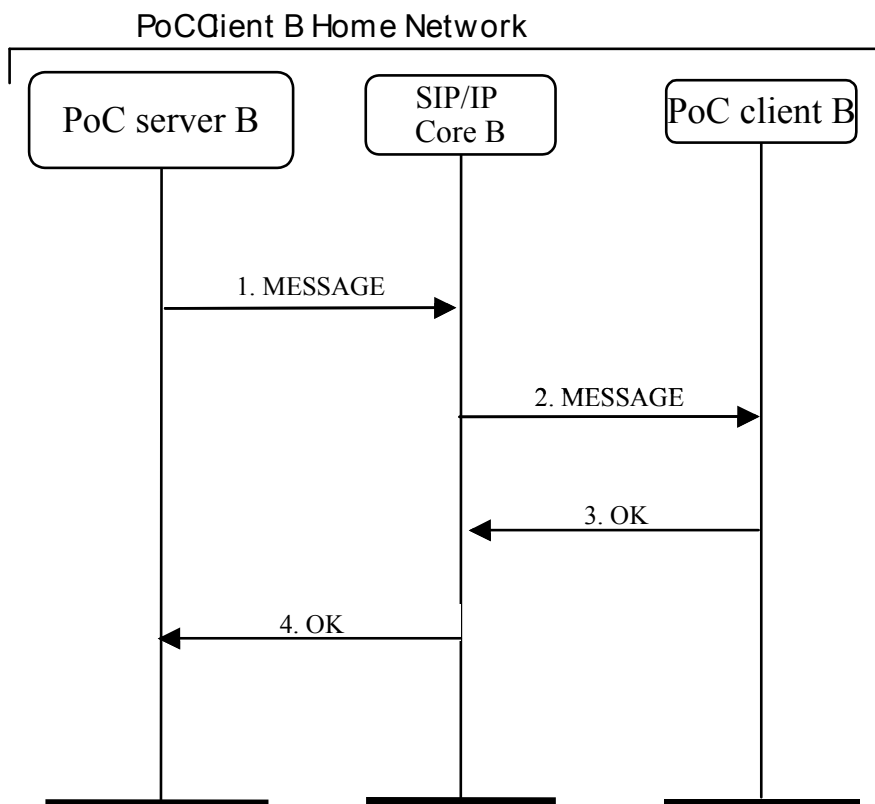 PoCClient B Home Network
PoC server B
SIP/IP
Core B
PoC client B
1. MESSAGE
2. MESSAGE
3. OK
4. OK